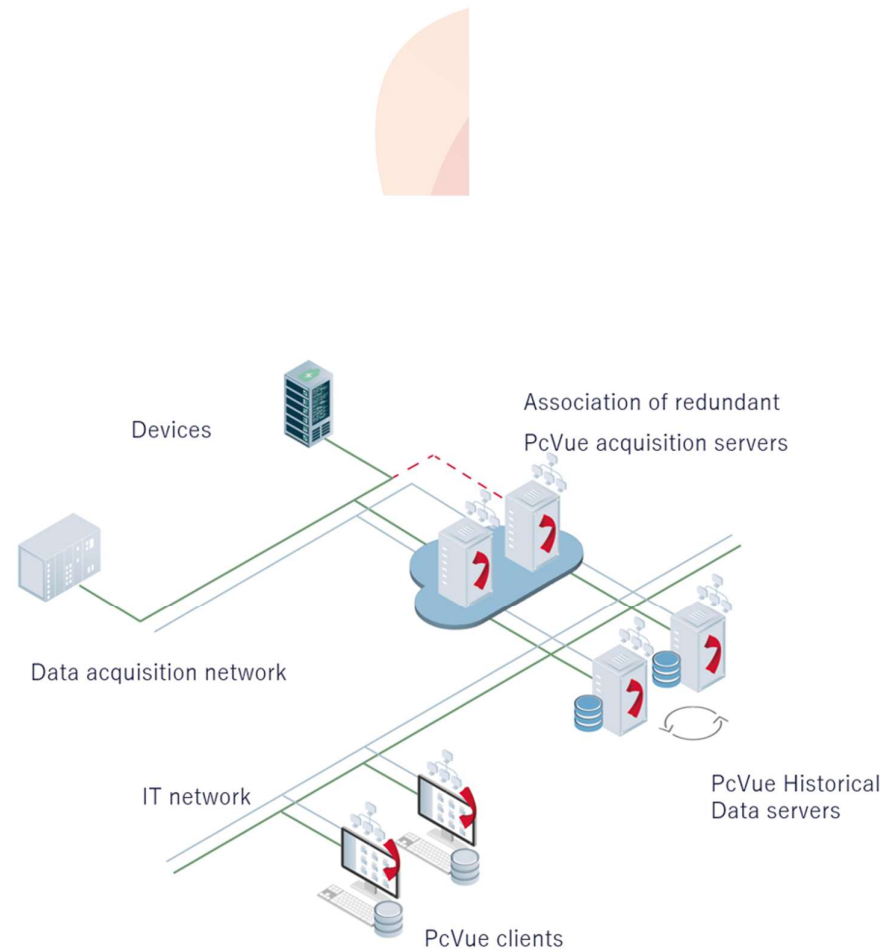 Association of redundant
Devices
PcVue acquisition servers
Data acquisition network
IT network
PcVue Historical
Data servers
PcVue clients